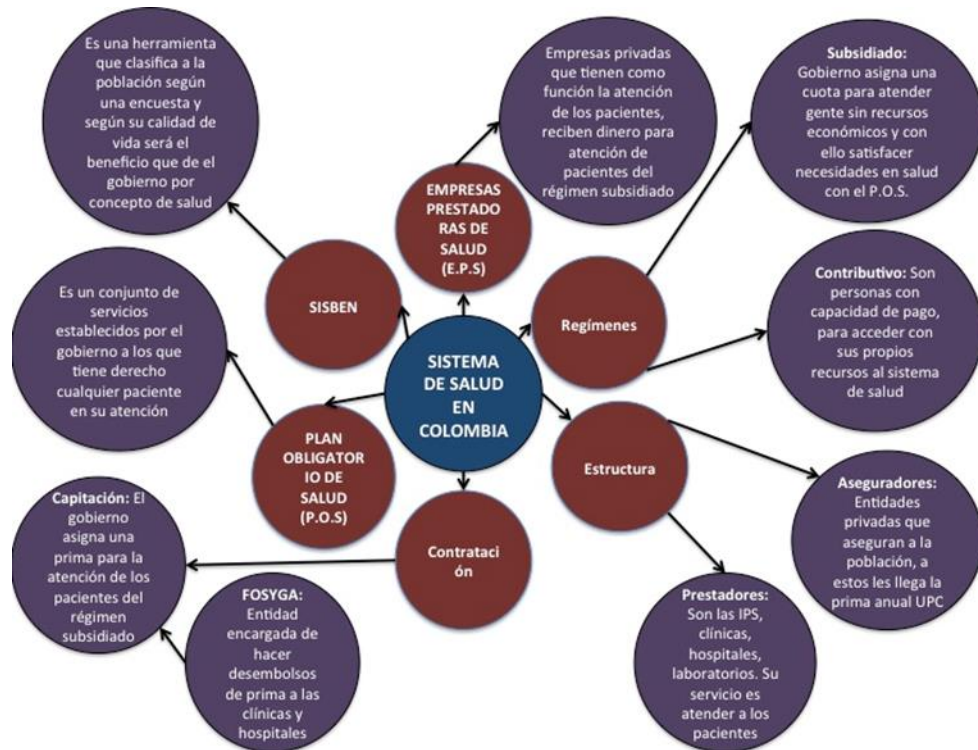 Es una herramienta
que clasifica a la
población según
una encuesta y
según su calidad de
vida será el
beneficio que de el
gobierno por
concepto de salud
Empresas privadas
que tienen como
función la atención
de los pacientes,
reciben dinero para
atención de
pacientes del
régimen subsidiado
Subsidiado:
Gobierno asigna una
cuota para atender
gente sin recursos
económicos y con
ello satisfacer
necesidades en salud
con el P.O.S.
EMPRESAS
PRESTADO
RAS DE
SALUD
(E.P.S)
SISBEN
Regímenes
Contributivo: Son
personas con
capacidad de pago,
para acceder con
sus propios
recursos al sistema
de salud
Es un conjunto de
servicios
establecidos por el
gobierno a los que
tiene derecho
cualquier paciente
en su atención
SISTEMA
DE SALUD
EN
COLOMBIA
PLAN
OBLIGATOR
IO DE
SALUD
(P.O.S)
Estructura
Capitación: El
gobierno
asigna una
prima para la
atención de los
pacientes del
régimen
subsidiado
Contrataci
ón
Aseguradores:
Entidades
privadas que
aseguran a la
población, a
estos les llega la
prima anual UPC
FOSYGA:
Entidad
encargada de
hacer
desembolsos
de prima a las
clínicas y
hospitales
Prestadores:
Son las IPS,
clínicas,
hospitales,
laboratorios. Su
servicio es
atender a los
pacientes